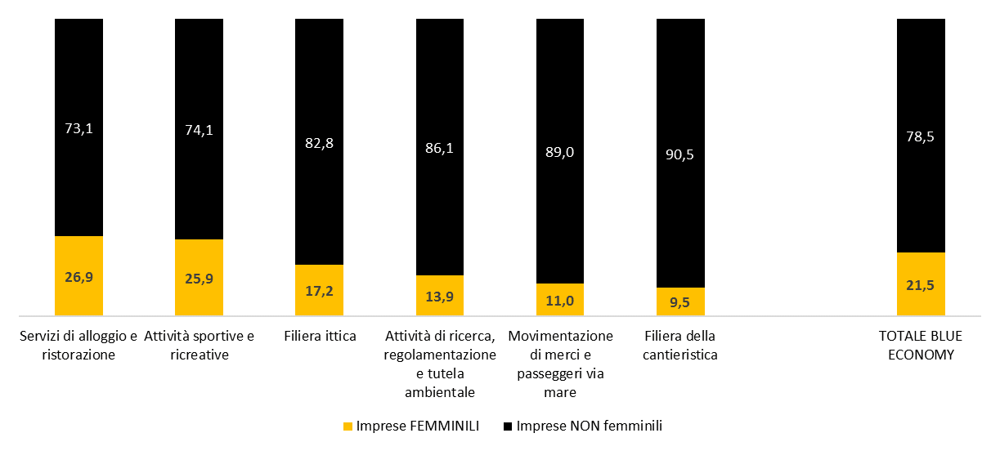 73,1
74,1
82,8
86,1
89,0
90,5
78,5
26,9
25,9
17,2
13,9
11,0
9,5
21,5
Servizi di alloggio e
ristorazione
Attività sportive e
ricreative
Filiera ittica
Attività di ricerca,
regolamentazione
e tutela
ambientale
Movimentazione
di merci e
passeggeri via
mare
Filiera della
cantieristica
TOTALE BLUE
ECONOMY
Imprese FEMMINILI
Imprese NON femminili